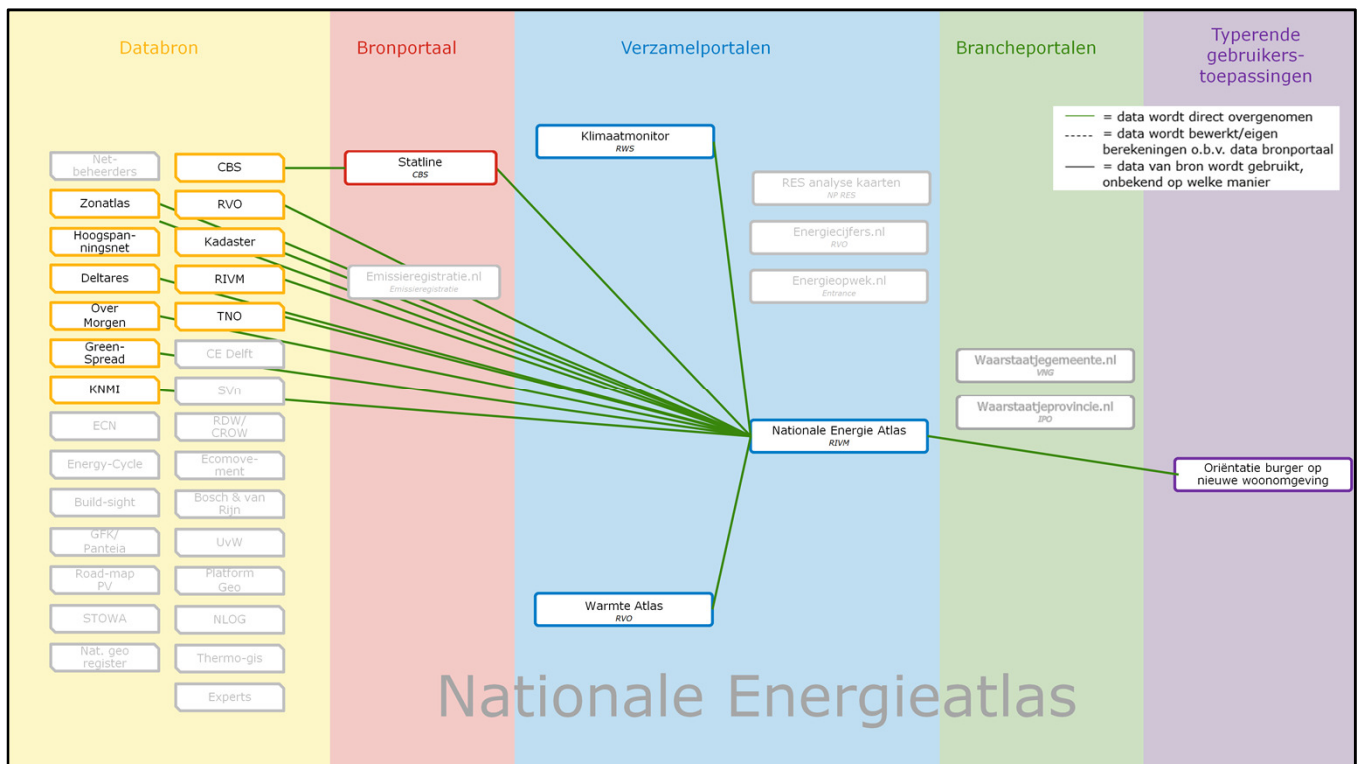 Databron
Bronportaal
Verzamelportalen
Brancheportalen
Typerende
gebruikers-
toepassingen
= data wordt direct overgenomen
= data wordt bewerkt/eigen
berekeningen o.b.v. data bronportaal
= data van bron wordt gebruikt,
onbekend op welke manier
Net-
beheerders
CBS
Zonatlas
RVO
Hoogspan-
ningsnet
Kadaster
Deltares
RIVM
Over
Morgen
TNO
Green-
Spread
CE Delft
KNMI
SVn
ECN
RDW/
CROW
Energy-Cycle
Ecomove-
ment
Build-sight
Bosch & van
Rijn
GFK/
Panteia
UvW
Road-map
PV
Platform
Geo
STOWA
NLOG
Nat. geo
register
Thermo-gis
Experts
Statline
CBS
Emissieregistratie.nl
Emissieregistratie
Klimaatmonitor
RWS
RES analyse kaarten
NP RES
Energiecijfers.nl
RVO
Energieopwek.nl
Entrance
Nationale Energie Atlas
RIVM
Warmte Atlas
RVO
Waarstaatjegemeente.nl
VNG
Waarstaatjeprovincie.nl
IPO
Oriëntatie burger op
nieuwe woonomgeving
Nationale Energieatlas